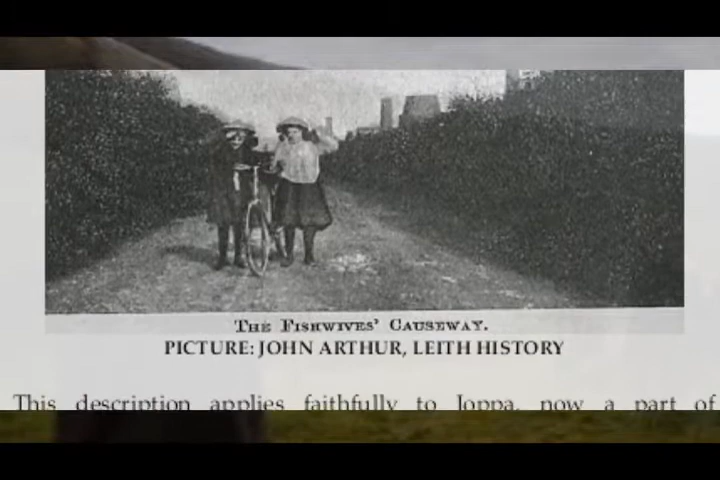 THE FISHWIVES' CAUSEWAY.
PICTURE: JOHN ARTHUR, LEITH HISTORY
This description applies faithfully to Joppa, now a part of